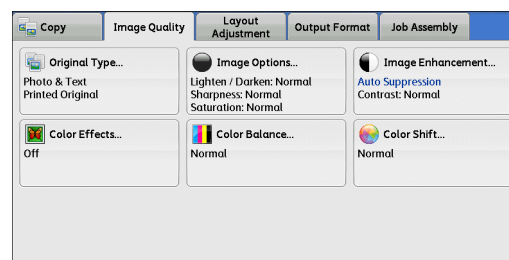 Copy
Image Quality
Layout
Adjustment
Output Format
Job Assembly
Original Type...
Photo & Text
Printed Original
Image Options...
Lighten / Darken: Normal
Sharpness: Normal
Saturation: Normal
Image Enhancement...
Auto Suppression
Contrast: Normal
Color Effects...
Off
Color Balance...
Normal
Color Shift...
Normal